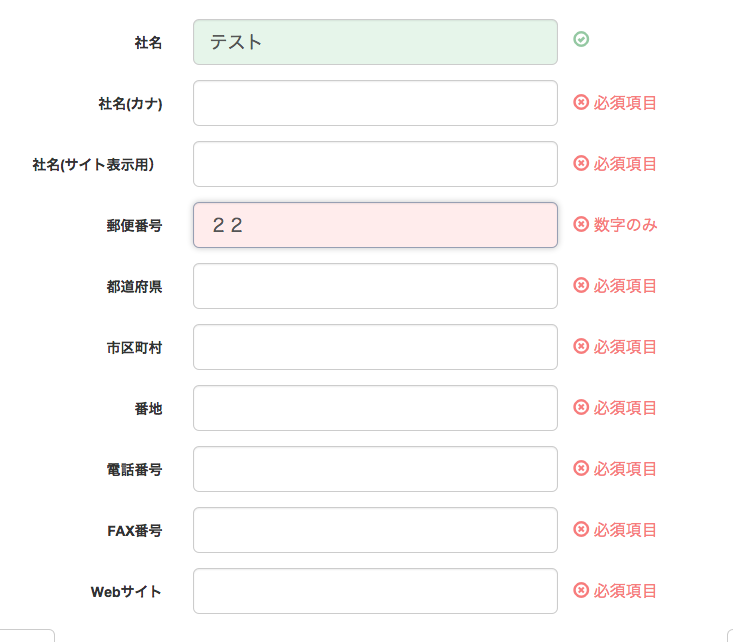 社名 テスト
社名(カナ) 必須項目
社名(サイト表示用） 必須項目
郵便番号 ２２ 数字のみ
都道府県 必須項目
市区町村 必須項目
番地 必須項目
電話番号 必須項目
FAX番号 必須項目
Webサイト 必須項目